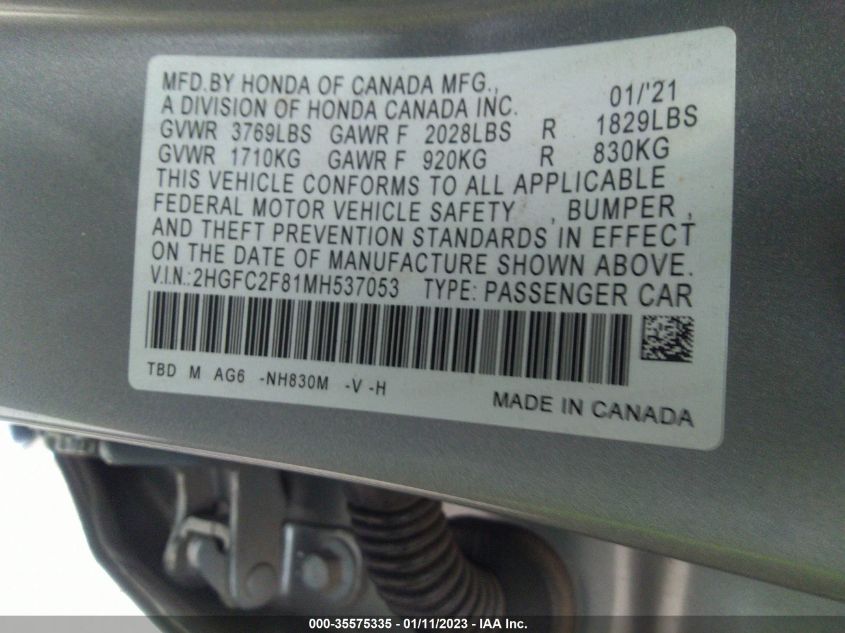 MFD.BY HONDA OF CANADA MFG.,
A DIVISION OF HONDA CANADA INC. 01/'21
GVWR 3769LBS GAWR F 2028LBS R 1829LBS
GVWR 1710KG GAWR F 920KG R 830KG
THIS VEHICLE CONFORMS TO ALL APPLICABLE
FEDERAL MOTOR VEHICLE SAFETY , BUMPER ,
AND THEFT PREVENTION STANDARDS IN EFFECT
ON THE DATE OF MANUFACTURE SHOWN ABOVE.
V.I.N.:2HGFC2F81MH537053 TYPE: PASSENGER CAR
TBD M AG6 -NH830M -V -H
MADE IN CANADA
000-35575335 - 01/11/2023 - IAA Inc.